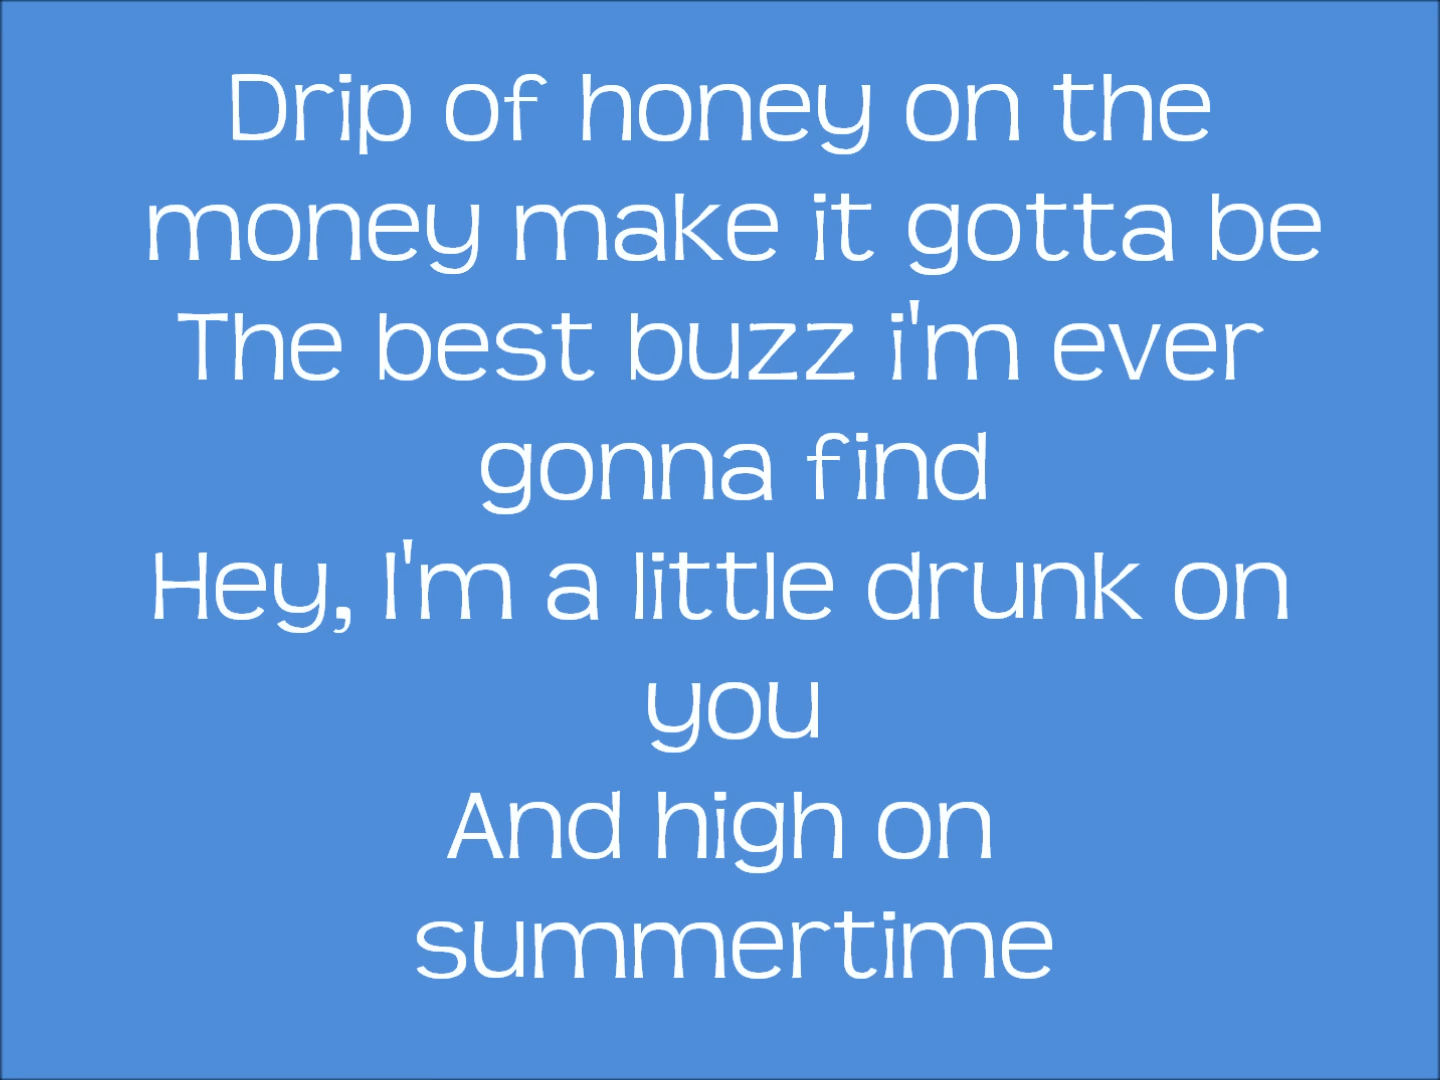 Drip of honey on the
money make it gotta be
The best buzz i'm ever
gonna find
Hey, I'm a little drunk on
you
And high on
summertime